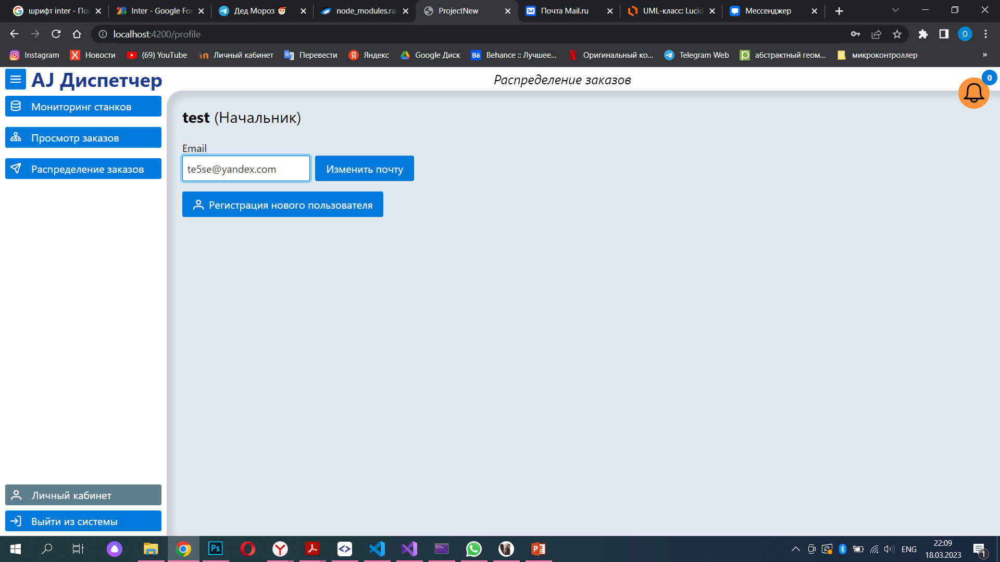 шрифт inter - По
Inter - Google Fo
Дед Мороз
node_modules.ra
ProjectNew
Почта Mail.ru
UML-класс: Lucid
Мессенджер
localhost:4200/profile
O
Instagram
Новости
(69) YouTube
Личный кабинет
Перевести
Яндекс
Google Диск
Behance :: Лучшее...
Оригинальный ко...
Telegram Web
абстрактный геом...
микроконтроллер
»
AJ Диспетчер
Распределение заказов
0
Мониторинг станков
Просмотр заказов
Распределение заказов
test (Начальник)
Email
te5se@yandex.com
Изменить почту
Регистрация нового пользователя
Личный кабинет
Выйти из системы
ENG
22:09
18.03.2023
1